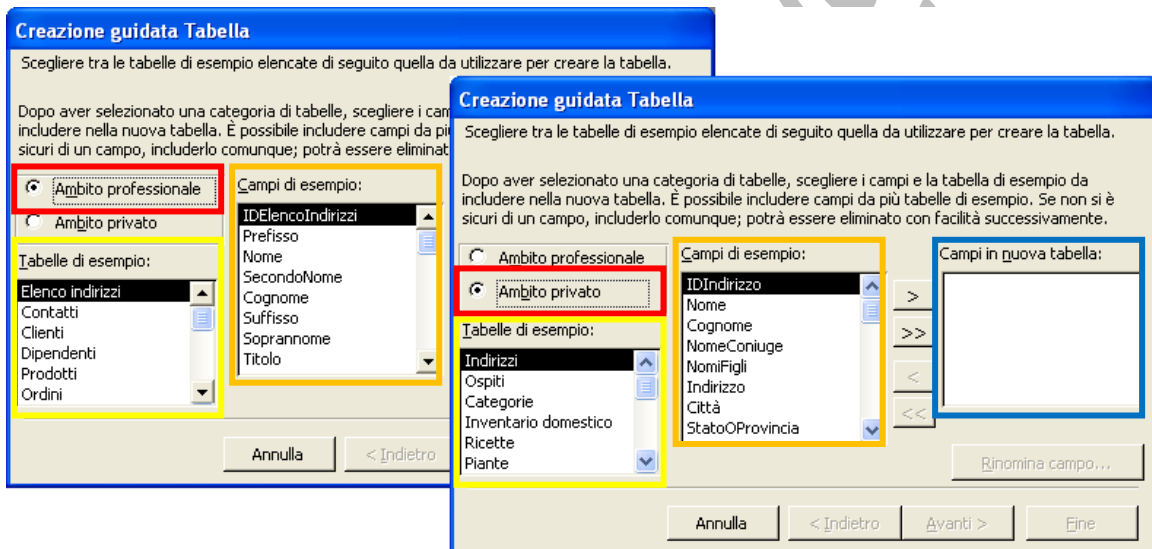 Creazione guidata Tabella
Scegliere tra le tabelle di esempio elencate di seguito quella da utilizzare per creare la tabella.
Dopo aver selezionato una categoria di tabelle, scegliere i cam
includere nella nuova tabella. È possibile includere campi da pi
sicuri di un campo, includerlo comunque; potrà essere eliminat
Ambito professionale
Ambito privato
Tabelle di esempio:
Elenco indirizzi
Contatti
Clienti
Dipendenti
Prodotti
Ordini
Campi di esempio:
IDElencoIndirizzi
Prefisso
Nome
SecondoNome
Cognome
Suffisso
Soprannome
Titolo
Annulla
< Indietro
Creazione guidata Tabella
Scegliere tra le tabelle di esempio elencate di seguito quella da utilizzare per creare la tabella.
Dopo aver selezionato una categoria di tabelle, scegliere i campi e la tabella di esempio da
includere nella nuova tabella. È possibile includere campi da più tabelle di esempio. Se non si è
sicuri di un campo, includerlo comunque; potrà essere eliminato con facilità successivamente.
Ambito professionale
Ambito privato
Tabelle di esempio:
Indirizzi
Ospiti
Categorie
Inventario domestico
Ricette
Piante
Campi di esempio:
IDIndirizzo
Nome
Cognome
NomeConiuge
NomiFigli
Indirizzo
Città
StatoOProvincia
>
>>
<
<<
Campi in nuova tabella:
Rinomina campo...
Annulla
< Indietro
Avanti >
Fine